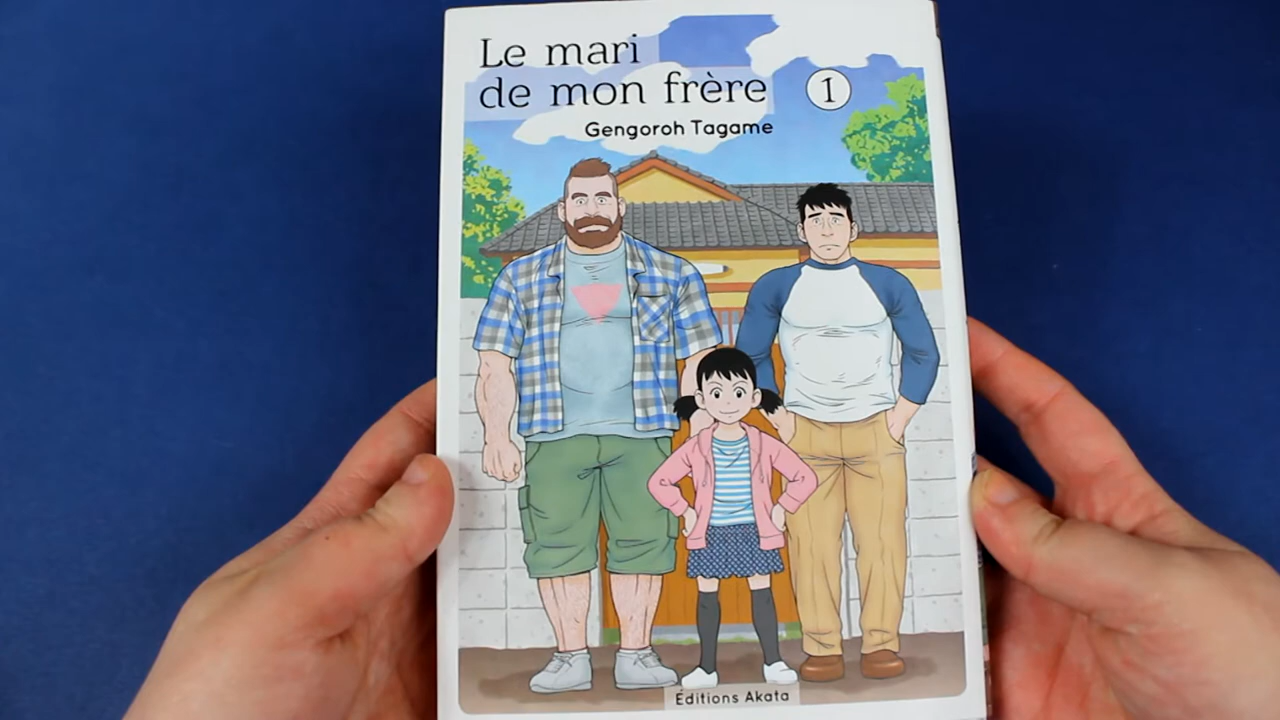 Le mari
de mon frère
1
Gengoroh Tagame
Éditions Akata